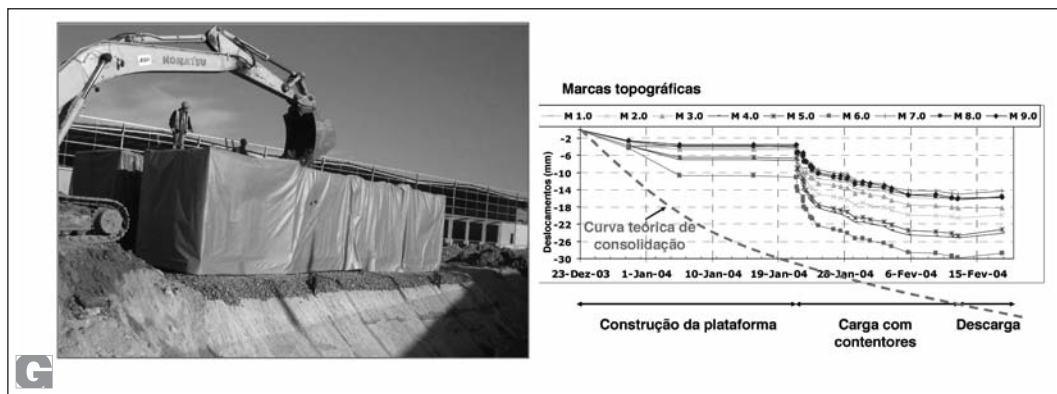 KOMATSU
Marcas topográficas
M 1.0 M 2.0 M 3.0 M 4.0 M 5.0 M 6.0 M 7.0 M 8.0 M 9.0
Deslocamentos (mm)
-2
-6
-10
-14
-18
-22
-26
-30
Curva teórica de
consolidação
23-Dez-03 1-Jan-04 10-Jan-04 19-Jan-04 28-Jan-04 6-Fev-04 15-Fev-04
Construção da plataforma
Carga com
contentores
Descarga
G